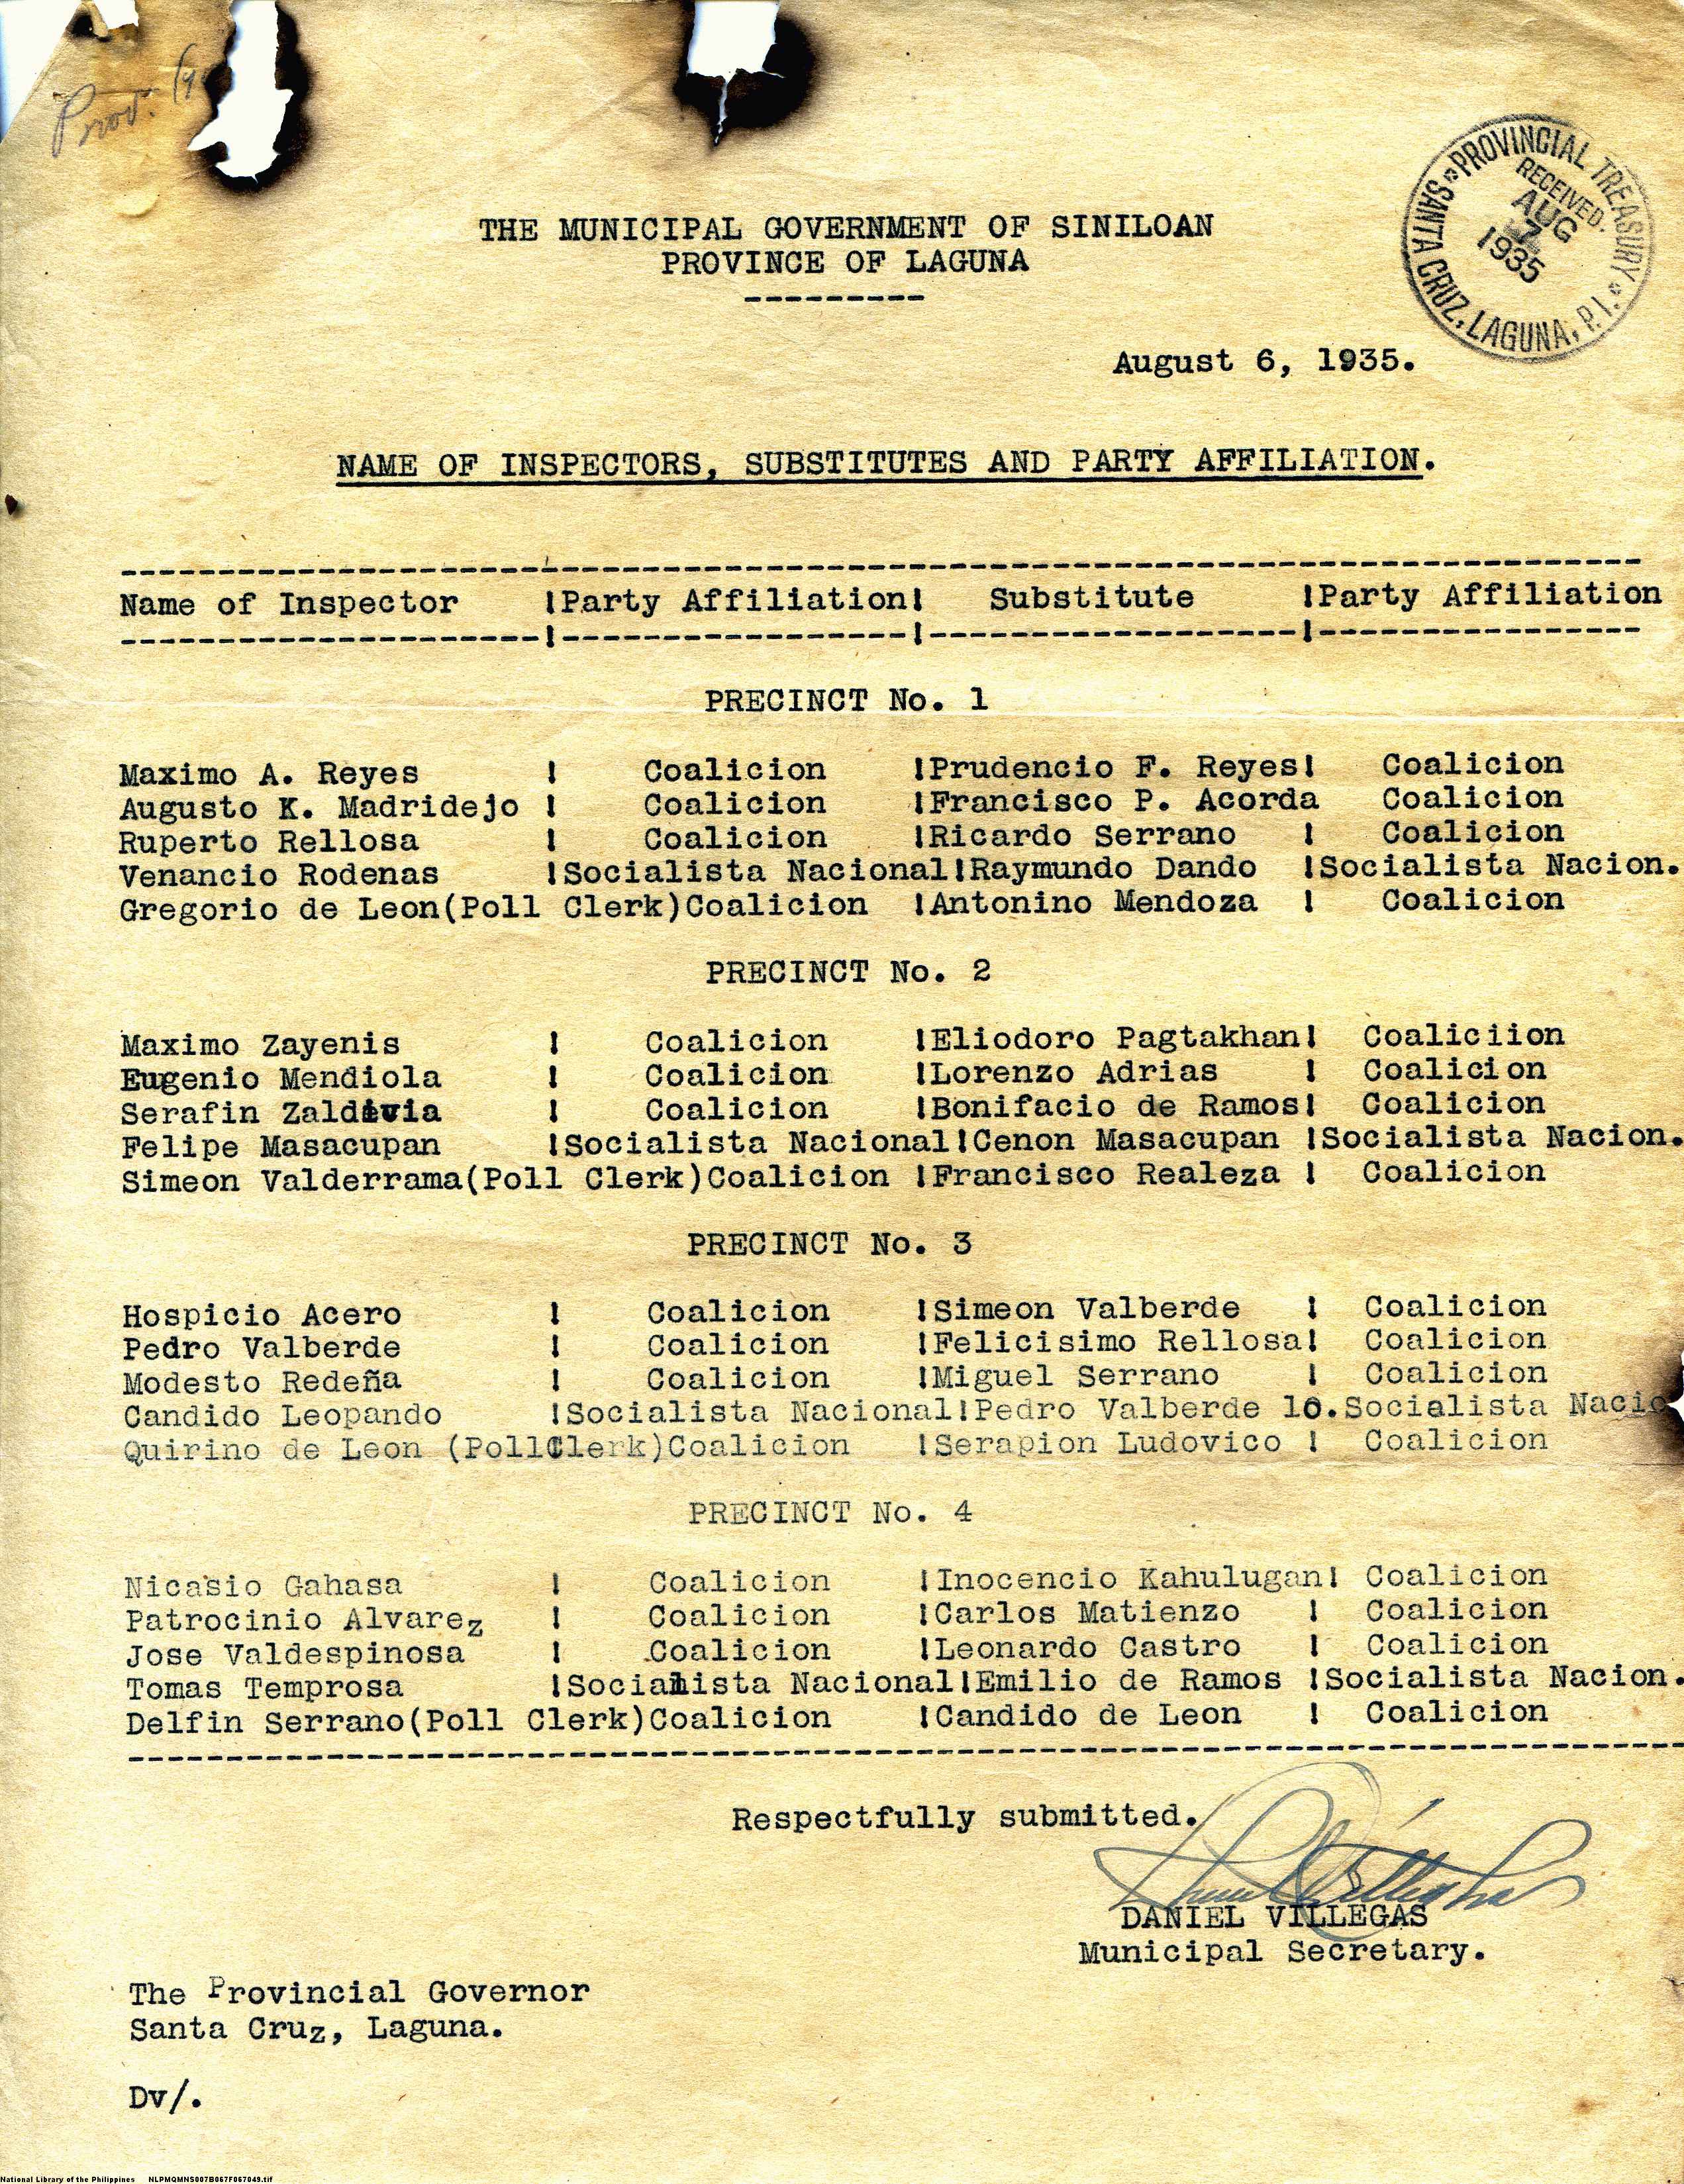 Prov.
PROVINCIAL TREASURY
SANTA CRUZ, LAGUNA, P.I.
RECEIVED.
AUG
7
1935
THE MUNICIPAL GOVERNMENT OF SINILOAN
PROVINCE OF LAGUNA
---------
August 6, 1935.
NAME OF INSPECTORS, SUBSTITUTES AND PARTY AFFILIATION.
Name of Inspector !Party Affiliation! Substitute !Party Affiliation
PRECINCT No. 1
Maximo A. Reyes ! Coalicion !Prudencio F. Reyes! Coalicion
Augusto K. Madridejo ! Coalicion !Francisco P. Acorda Coalicion
Ruperto Rellosa ! Coalicion !Ricardo Serrano ! Coalicion
Venancio Rodenas !Socialista Nacional!Raymundo Dando !Socialista Nacion.
Gregorio de Leon(Poll Clerk)Coalicion !Antonino Mendoza ! Coalicion
PRECINCT No. 2
Maximo Zayenis ! Coalicion !Eliodoro Pagtakhan! Coaliciion
Eugenio Mendiola ! Coalicion !Lorenzo Adrias ! Coalicion
Serafin Zaldivia ! Coalicion !Bonifacio de Ramos! Coalicion
Felipe Masacupan !Socialista Nacional!Cenon Masacupan !Socialista Nacion.
Simeon Valderrama(Poll Clerk)Coalicion !Francisco Realeza ! Coalicion
PRECINCT No. 3
Hospicio Acero ! Coalicion !Simeon Valberde ! Coalicion
Pedro Valberde ! Coalicion !Felicisimo Rellosa! Coalicion
Modesto Redeña ! Coalicion !Miguel Serrano ! Coalicion
Candido Leopando !Socialista Nacional!Pedro Valberde 1o.Socialista Nacio
Quirino de Leon (PollClerk)Coalicion !Serapion Ludovico ! Coalicion
PRECINCT No. 4
Nicasio Gahasa ! Coalicion !Inocencio Kahulugan! Coalicion
Patrocinio Alvarez ! Coalicion !Carlos Matienzo ! Coalicion
Jose Valdespinosa ! Coalicion !Leonardo Castro ! Coalicion
Tomas Temprosa !Socialista Nacional!Emilio de Ramos !Socialista Nacion.
Delfin Serrano(Poll Clerk)Coalicion !Candido de Leon ! Coalicion
Respectfully submitted.
DANIEL VILLEGAS
Municipal Secretary.
The Provincial Governor
Santa Cruz, Laguna.
Dv/.
National Library of the Philippines NLPMQMNS007B067F067049.tif